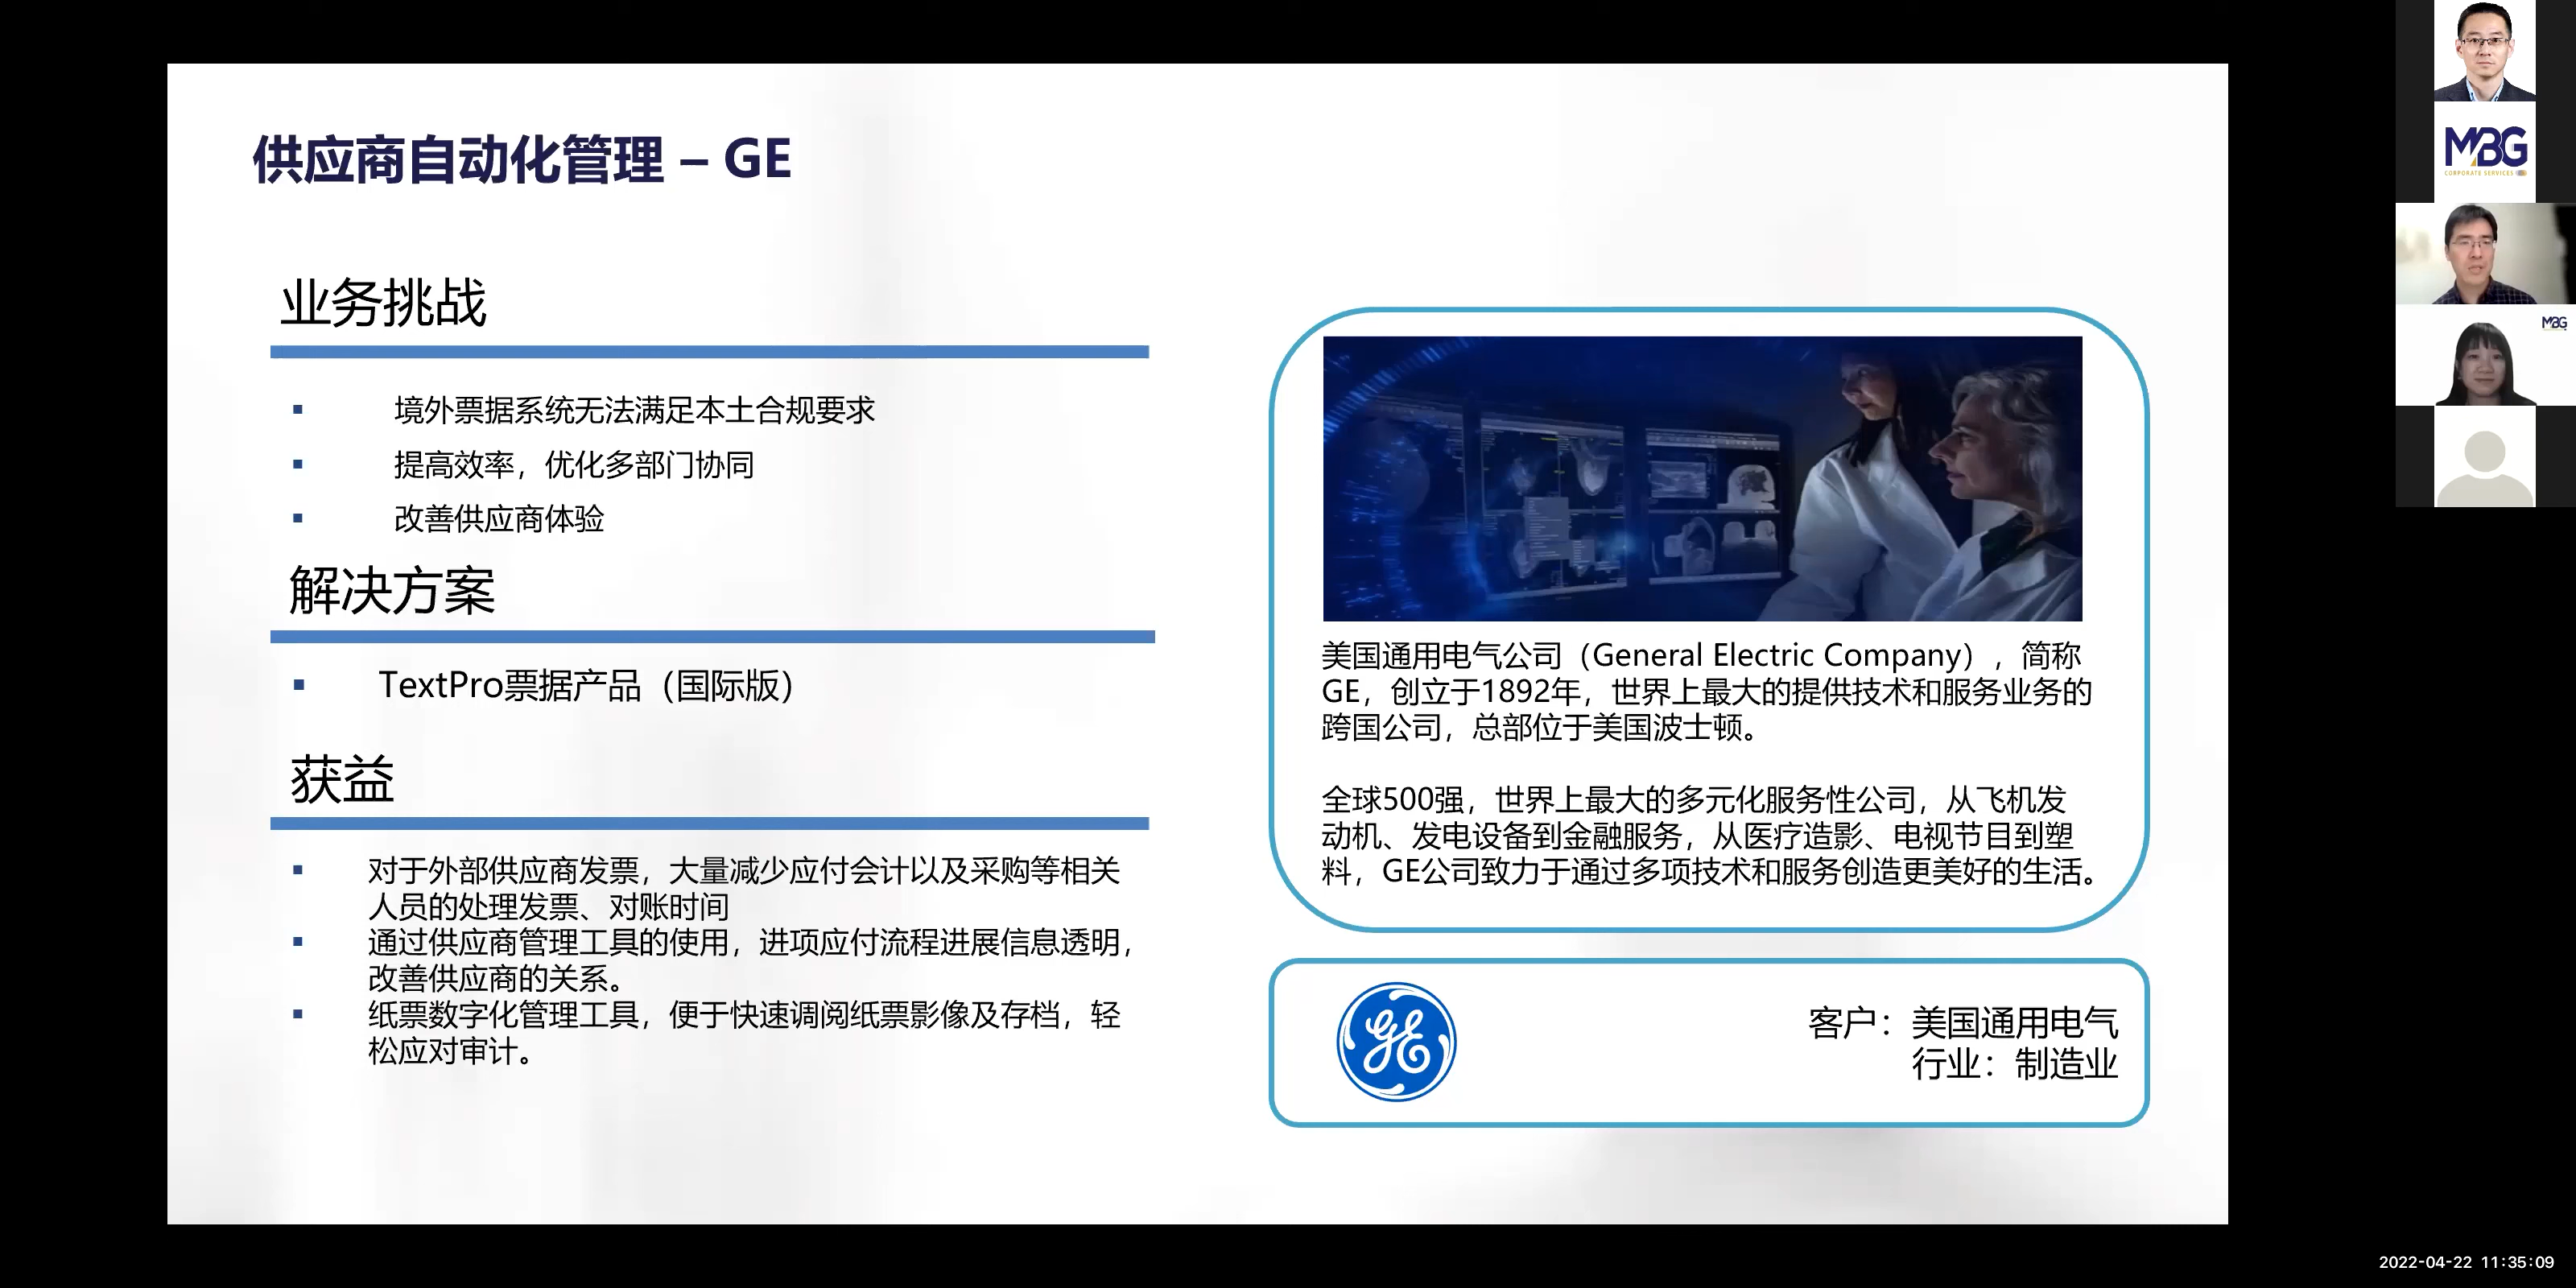 供应商自动化管理 – GE
业务挑战
▪ 境外票据系统无法满足本土合规要求
▪ 提高效率，优化多部门协同
▪ 改善供应商体验
解决方案
▪ TextPro票据产品（国际版）
获益
▪ 对于外部供应商发票，大量减少应付会计以及采购等相关
人员的处理发票、对账时间
▪ 通过供应商管理工具的使用，进项应付流程进展信息透明，
改善供应商的关系。
▪ 纸票数字化管理工具，便于快速调阅纸票影像及存档，轻
松应对审计。
美国通用电气公司（General Electric Company），简称
GE，创立于1892年，世界上最大的提供技术和服务业务的
跨国公司，总部位于美国波士顿。
全球500强，世界上最大的多元化服务性公司，从飞机发
动机、发电设备到金融服务，从医疗造影、电视节目到塑
料，GE公司致力于通过多项技术和服务创造更美好的生活。
GE
客户：美国通用电气
行业：制造业
MBG
CORPORATE SERVICES
MBG
2022-04-22 11:35:09